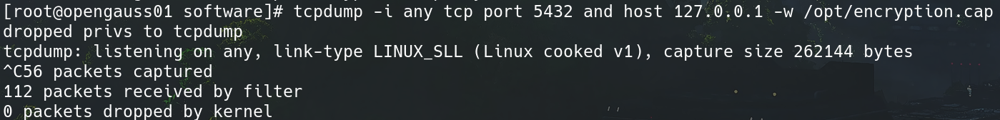 [root@opengauss01 software]# tcpdump -i any tcp port 5432 and host 127.0.0.1 -w /opt/encryption.cap
dropped privs to tcpdump
tcpdump: listening on any, link-type LINUX_SLL (Linux cooked v1), capture size 262144 bytes
^C56 packets captured
112 packets received by filter
0 packets dropped by kernel